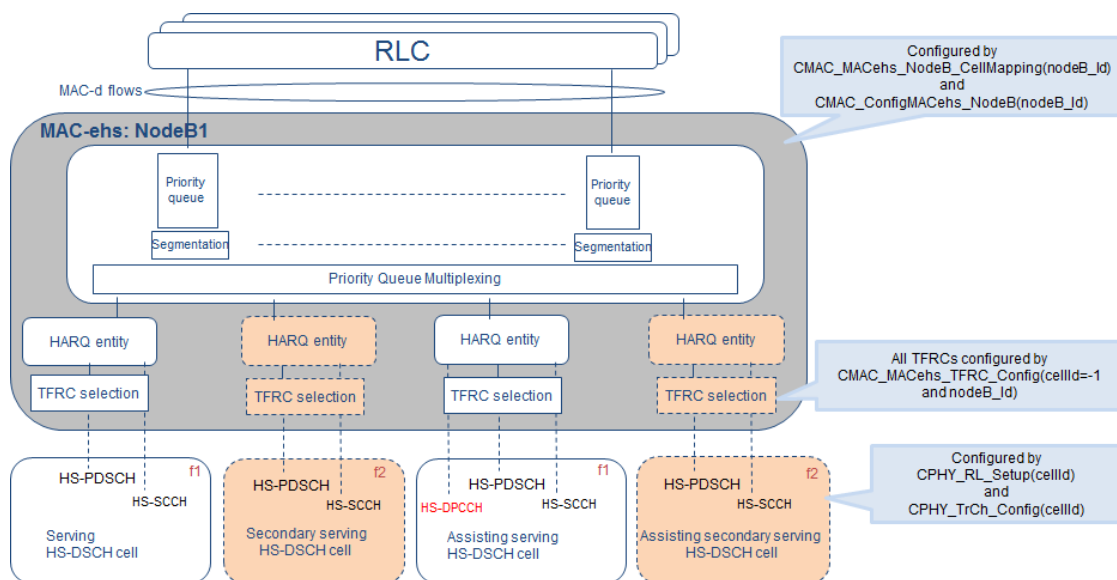 RLC
MAC-d flows
Configured by
CMAC_MACehs_NodeB_CellMapping(nodeB_Id)
and
CMAC_ConfigMACehs_NodeB(nodeB_Id)
MAC-ehs: NodeB1
Priority
queue
Priority
queue
Segmentation
Segmentation
Priority Queue Multiplexing
HARQ entity
HARQ entity
HARQ entity
HARQ entity
TFRC selection
TFRC selection
TFRC selection
TFRC selection
All TFRCs configured by
CMAC_MACehs_TFRC_Config(cellId=-1
and nodeB_Id)
f1
HS-PDSCH
HS-SCCH
Serving
HS-DSCH cell
f2
HS-PDSCH
HS-SCCH
Secondary serving
HS-DSCH cell
f1
HS-PDSCH
HS-DPCCH
HS-SCCH
Assisting serving
HS-DSCH cell
f2
HS-PDSCH
HS-SCCH
Assisting secondary serving
HS-DSCH cell
Configured by
CPHY_RL_Setup(cellId)
and
CPHY_TrCh_Config(cellId)